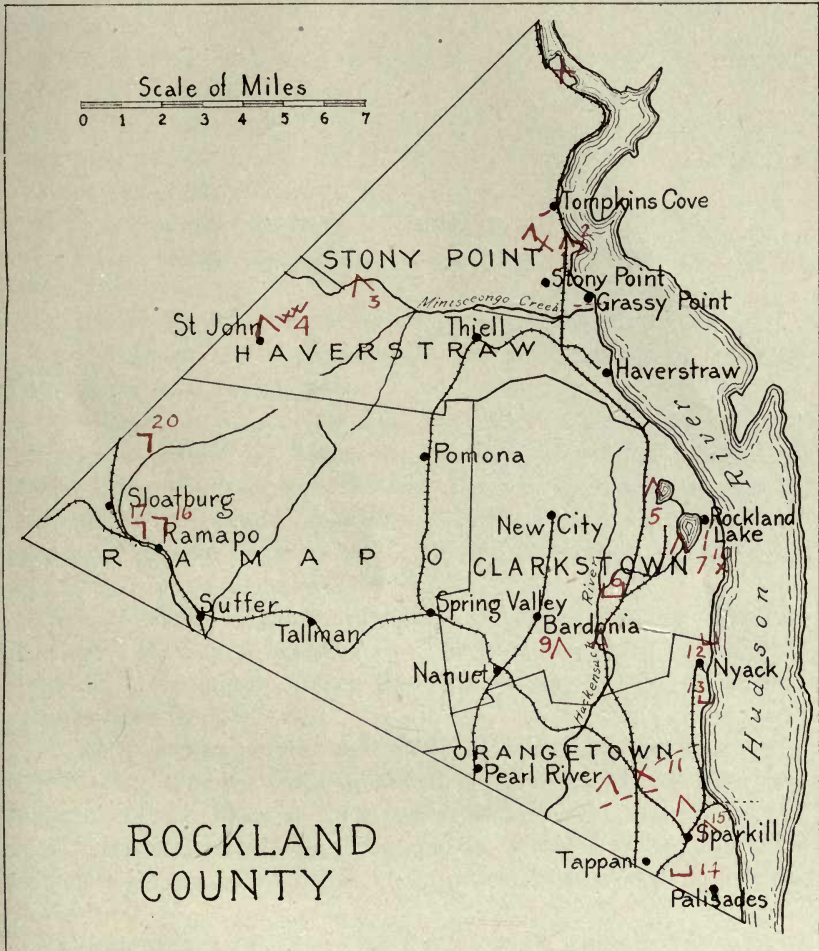 Scale of Miles
0 1 2 3 4 5 6 7
Tompkins Cove
2
STONY POINT
Stony Point
3
Minisceongo Creek
Grassy Point
St John
4
Thiell
HAVERSTRAW
Haverstraw
River
20
Pomona
Sloatburg
17 16
Ramapo
New City
5
Rockland
Lake
RAMAPO
CLARKSTOWN
7
6
Suffer
Tallman
Spring Valley
Bardonia
9
Hackensack River
12
Nyack
Nanuet
13
Hudson
ORANGETOWN
11
Pearl River
15
Sparkill
Tappan
14
Palisades
ROCKLAND
COUNTY